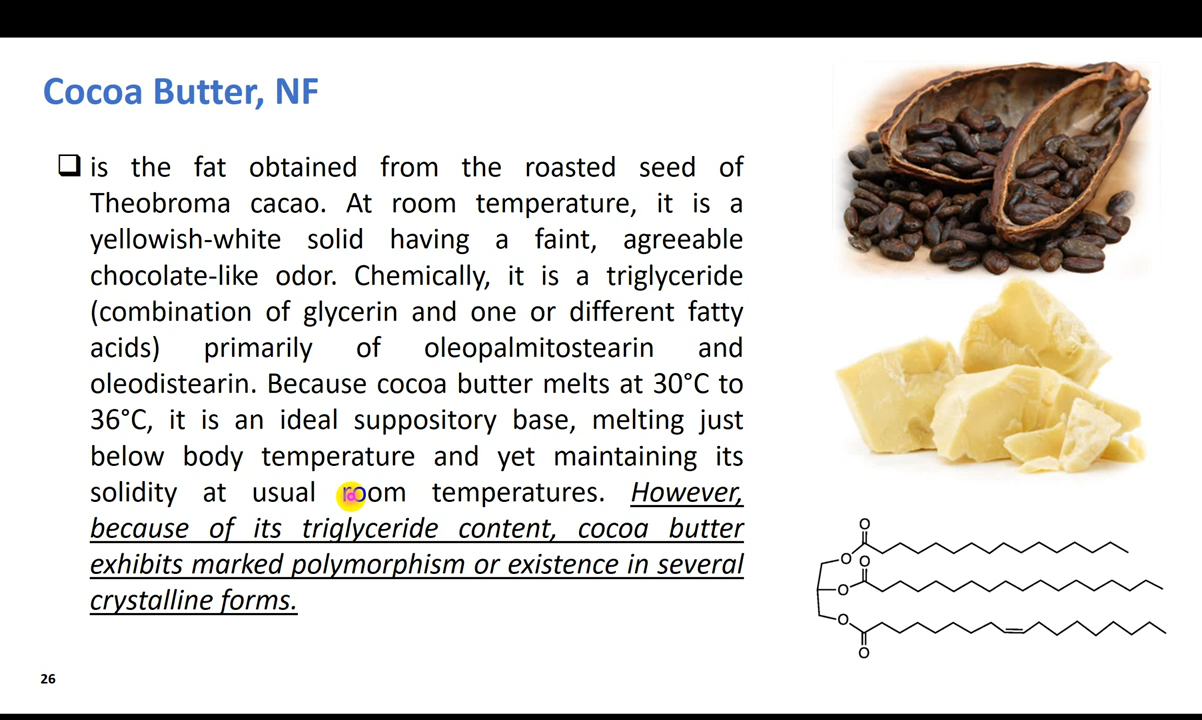 Cocoa Butter, NF
❑ is the fat obtained from the roasted seed of
Theobroma cacao. At room temperature, it is a
yellowish-white solid having a faint, agreeable
chocolate-like odor. Chemically, it is a triglyceride
(combination of glycerin and one or different fatty
acids) primarily of oleopalmitostearin and
oleodistearin. Because cocoa butter melts at 30°C to
36°C, it is an ideal suppository base, melting just
below body temperature and yet maintaining its
solidity at usual room temperatures. However,
because of its triglyceride content, cocoa butter
exhibits marked polymorphism or existence in several
crystalline forms.
O
O O
O
O
O
26